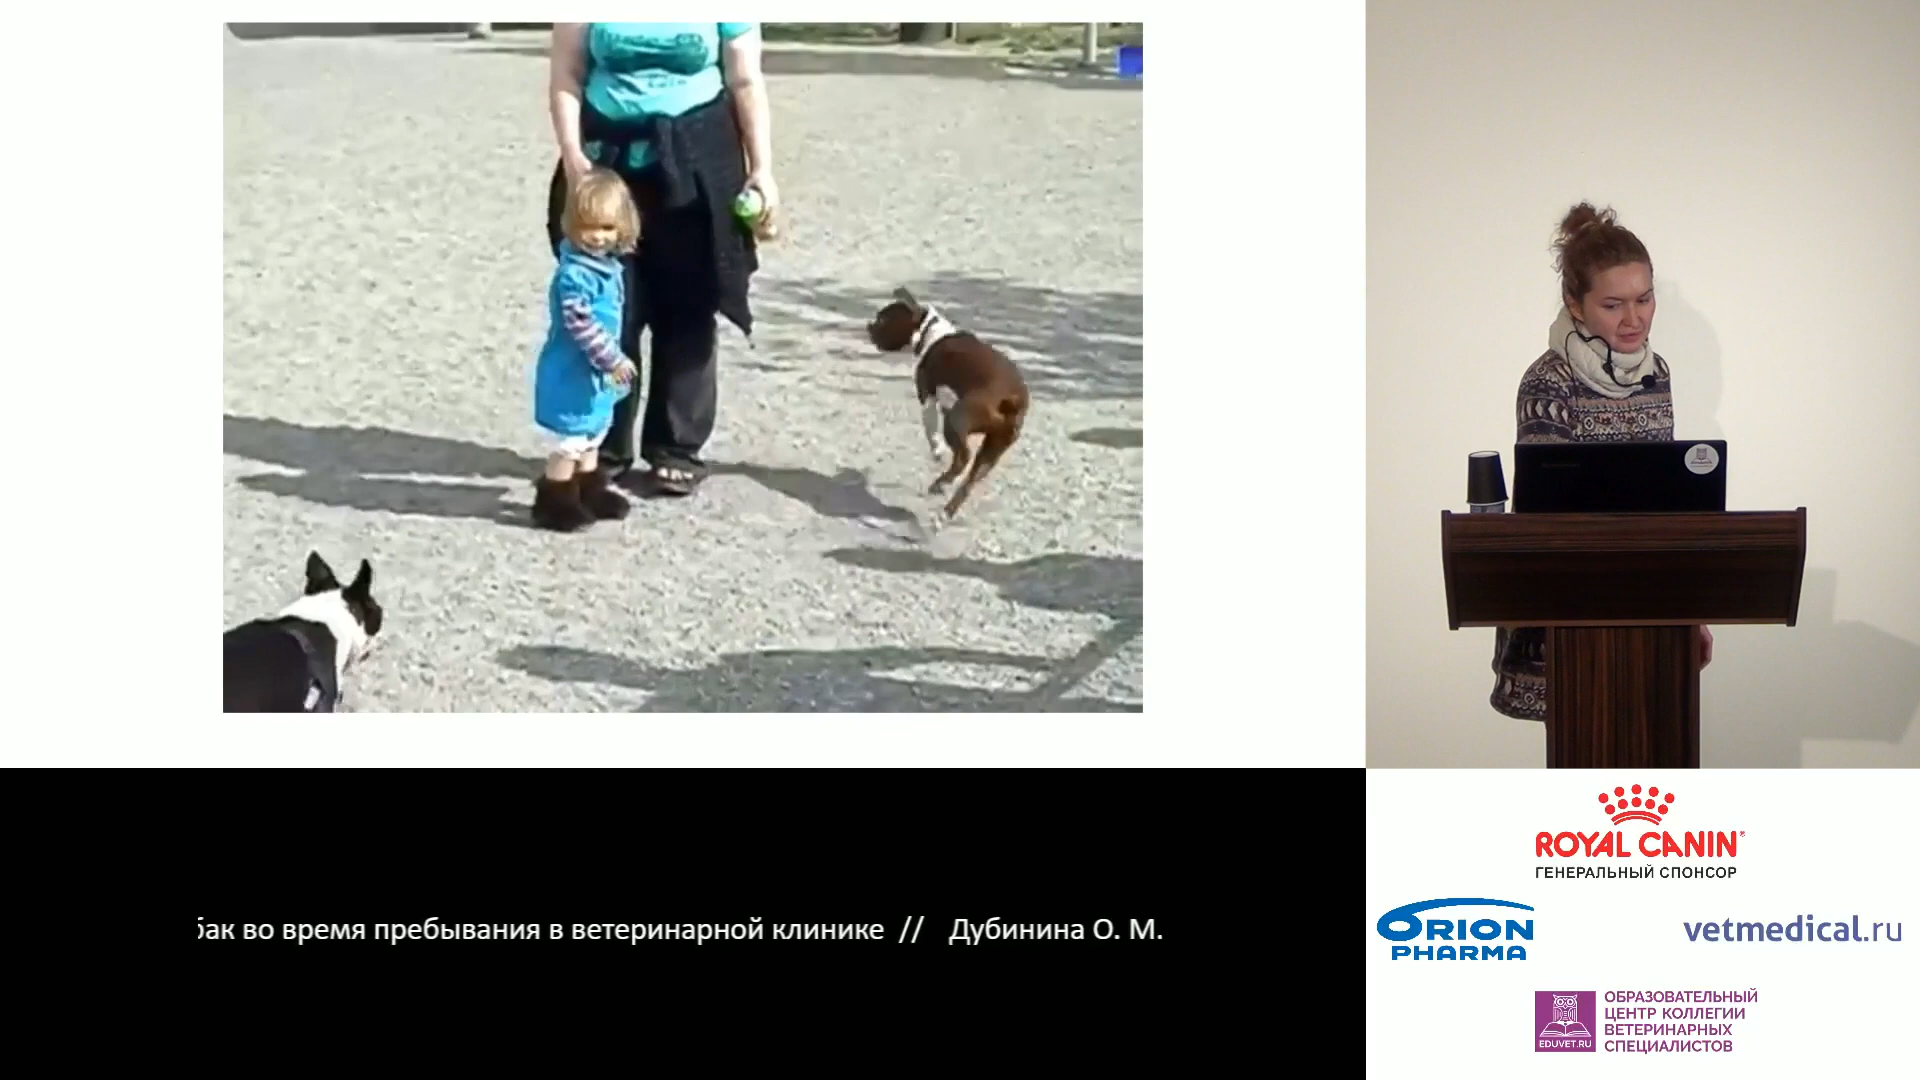 бак во время пребывания в ветеринарной клинике // Дубинина О. М.
ROYAL CANIN®
ГЕНЕРАЛЬНЫЙ СПОНСОР
ORION
PHARMA
vetmedical.ru
EDUVET.RU
ОБРАЗОВАТЕЛЬНЫЙ
ЦЕНТР КОЛЛЕГИИ
ВЕТЕРИНАРНЫХ
СПЕЦИАЛИСТОВ